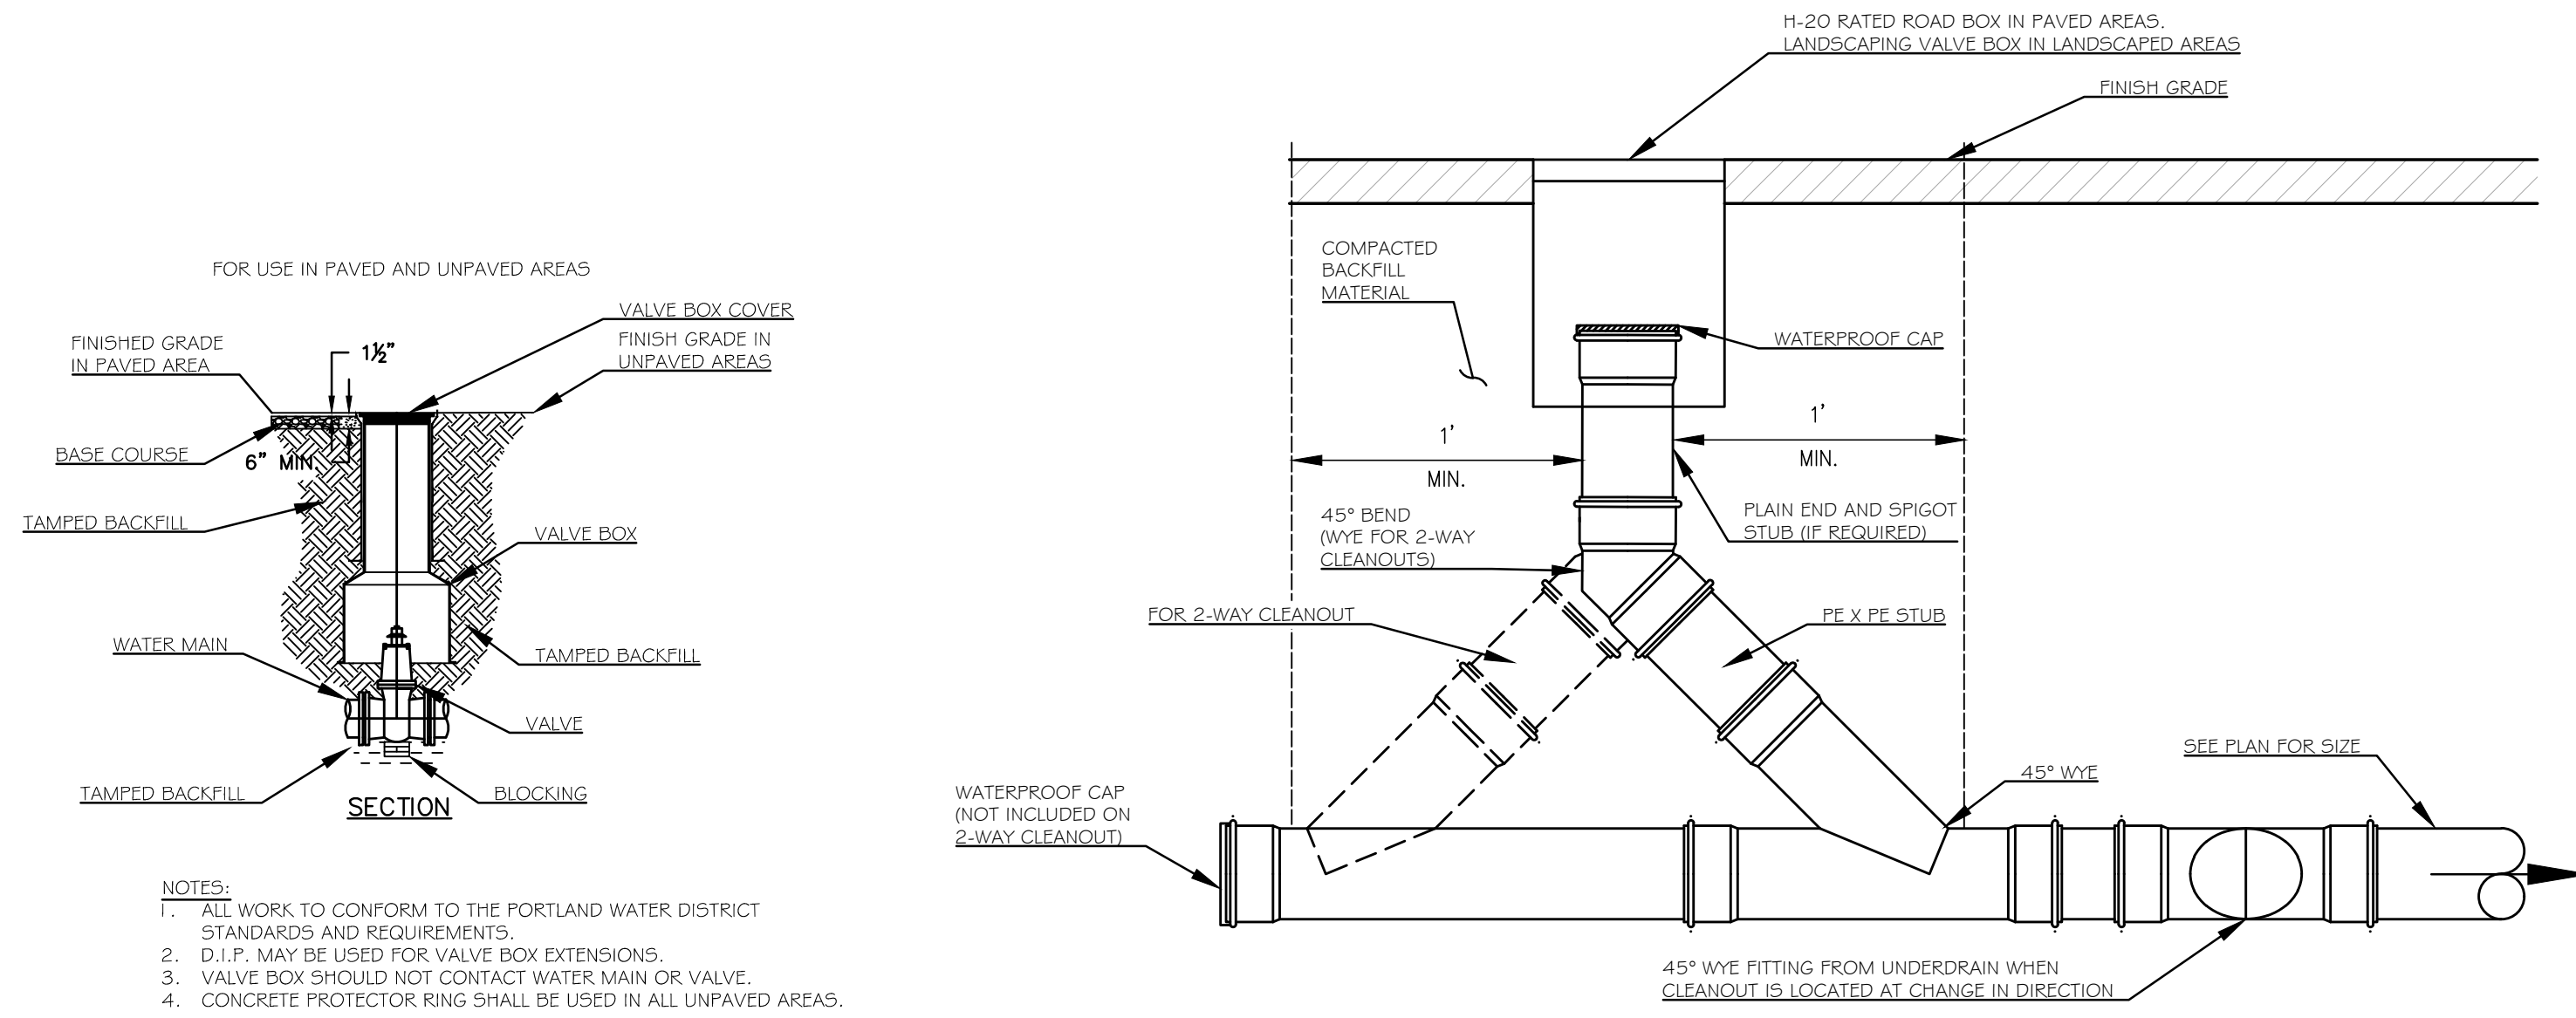 FOR USE IN PAVED AND UNPAVED AREAS
VALVE BOX COVER
FINISHED GRADE
IN PAVED AREA
1½"
FINISH GRADE IN
UNPAVED AREAS
BASE COURSE
6" MIN.
TAMPED BACKFILL
VALVE BOX
WATER MAIN
TAMPED BACKFILL
VALVE
TAMPED BACKFILL
BLOCKING
SECTION
NOTES:
1. ALL WORK TO CONFORM TO THE PORTLAND WATER DISTRICT
STANDARDS AND REQUIREMENTS.
2. D.I.P. MAY BE USED FOR VALVE BOX EXTENSIONS.
3. VALVE BOX SHOULD NOT CONTACT WATER MAIN OR VALVE.
4. CONCRETE PROTECTOR RING SHALL BE USED IN ALL UNPAVED AREAS.
H-20 RATED ROAD BOX IN PAVED AREAS.
LANDSCAPING VALVE BOX IN LANDSCAPED AREAS
FINISH GRADE
COMPACTED
BACKFILL
MATERIAL
WATERPROOF CAP
1'
MIN.
1'
MIN.
45° BEND
(WYE FOR 2-WAY
CLEANOUTS)
PLAIN END AND SPIGOT
STUB (IF REQUIRED)
FOR 2-WAY CLEANOUT
PE X PE STUB
SEE PLAN FOR SIZE
45° WYE
WATERPROOF CAP
(NOT INCLUDED ON
2-WAY CLEANOUT)
45° WYE FITTING FROM UNDERDRAIN WHEN
CLEANOUT IS LOCATED AT CHANGE IN DIRECTION